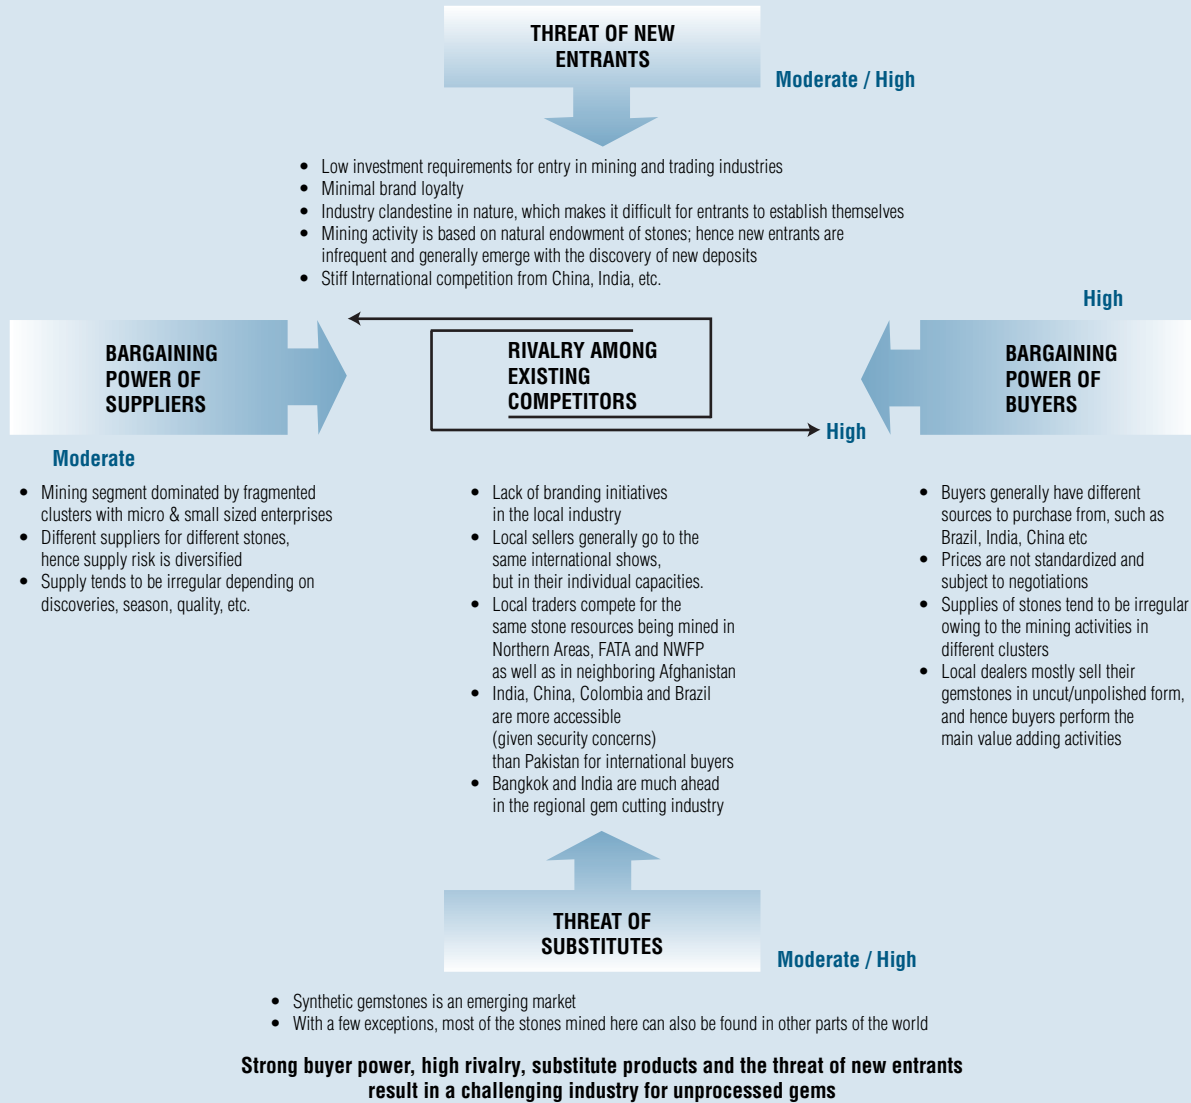 THREAT OF NEW
ENTRANTS
Moderate / High
• Low investment requirements for entry in mining and trading industries
• Minimal brand loyalty
• Industry clandestine in nature, which makes it difficult for entrants to establish themselves
• Mining activity is based on natural endowment of stones; hence new entrants are
infrequent and generally emerge with the discovery of new deposits
• Stiff International competition from China, India, etc.
BARGAINING
POWER OF
SUPPLIERS
Moderate
• Mining segment dominated by fragmented
clusters with micro & small sized enterprises
• Different suppliers for different stones,
hence supply risk is diversified
• Supply tends to be irregular depending on
discoveries, season, quality, etc.
RIVALRY AMONG
EXISTING
COMPETITORS
High
• Lack of branding initiatives
in the local industry
• Local sellers generally go to the
same international shows,
but in their individual capacities.
• Local traders compete for the
same stone resources being mined in
Northern Areas, FATA and NWFP
as well as in neighboring Afghanistan
• India, China, Colombia and Brazil
are more accessible
(given security concerns)
than Pakistan for international buyers
• Bangkok and India are much ahead
in the regional gem cutting industry
High
BARGAINING
POWER OF
BUYERS
• Buyers generally have different
sources to purchase from, such as
Brazil, India, China etc
• Prices are not standardized and
subject to negotiations
• Supplies of stones tend to be irregular
owing to the mining activities in
different clusters
• Local dealers mostly sell their
gemstones in uncut/unpolished form,
and hence buyers perform the
main value adding activities
THREAT OF
SUBSTITUTES
Moderate / High
• Synthetic gemstones is an emerging market
• With a few exceptions, most of the stones mined here can also be found in other parts of the world
Strong buyer power, high rivalry, substitute products and the threat of new entrants
result in a challenging industry for unprocessed gems